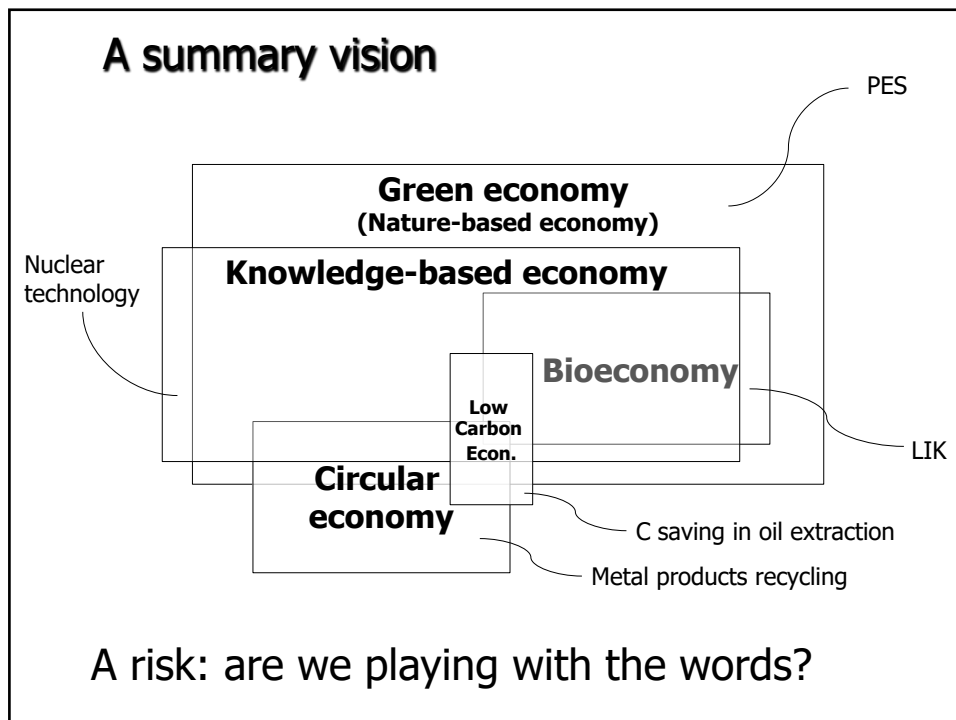 A summary vision
PES
Green economy
(Nature-based economy)
Nuclear
technology
Knowledge-based economy
Bioeconomy
Low
Carbon
Econ.
LIK
Circular
economy
C saving in oil extraction
Metal products recycling
A risk: are we playing with the words?